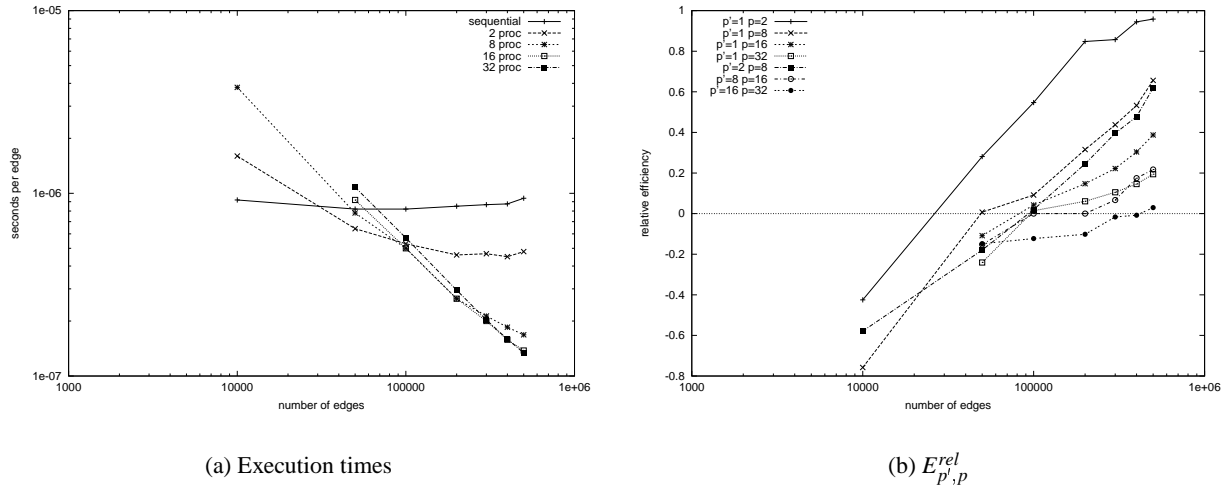 1e-05
1e-06
1e-07
seconds per edge
sequential
2 proc
8 proc
16 proc
32 proc
1000
10000
100000
1e+06
number of edges
(a) Execution times
1
0.8
0.6
0.4
0.2
0
-0.2
-0.4
-0.6
-0.8
relative efficiency
p'=1 p=2
p'=1 p=8
p'=1 p=16
p'=1 p=32
p'=2 p=8
p'=8 p=16
p'=16 p=32
1000
10000
100000
1e+06
number of edges
(b) E^{rel}_{p',p}